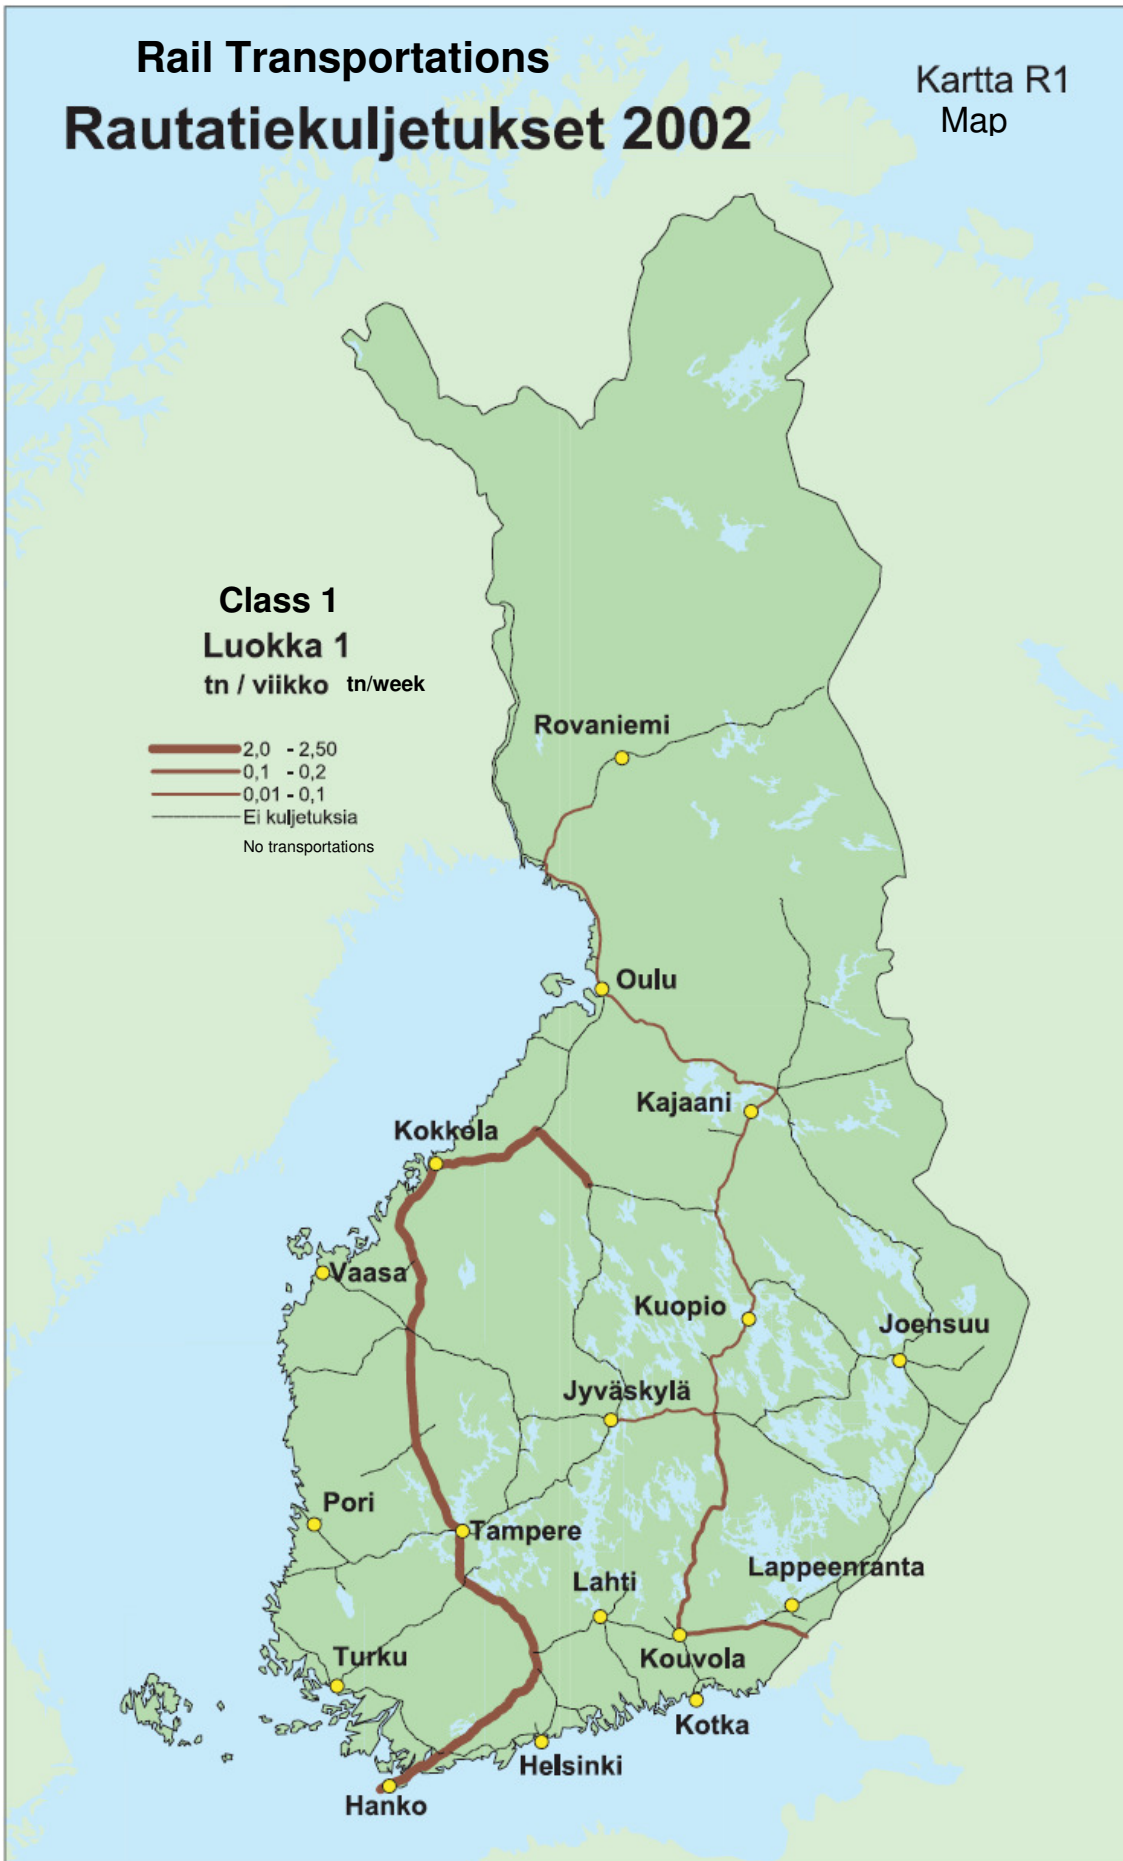 Rail Transportations
Rautatiekuljetukset 2002
Kartta R1
Map
Class 1
Luokka 1
tn / viikko tn/week
2,0 - 2,50
0,1 - 0,2
0,01 - 0,1
Ei kuljetuksia
No transportations
Rovaniemi
Oulu
Kajaani
Kokkola
Vaasa
Kuopio
Joensuu
Jyväskylä
Pori
Tampere
Lappeenranta
Lahti
Turku
Kouvola
Kotka
Helsinki
Hanko